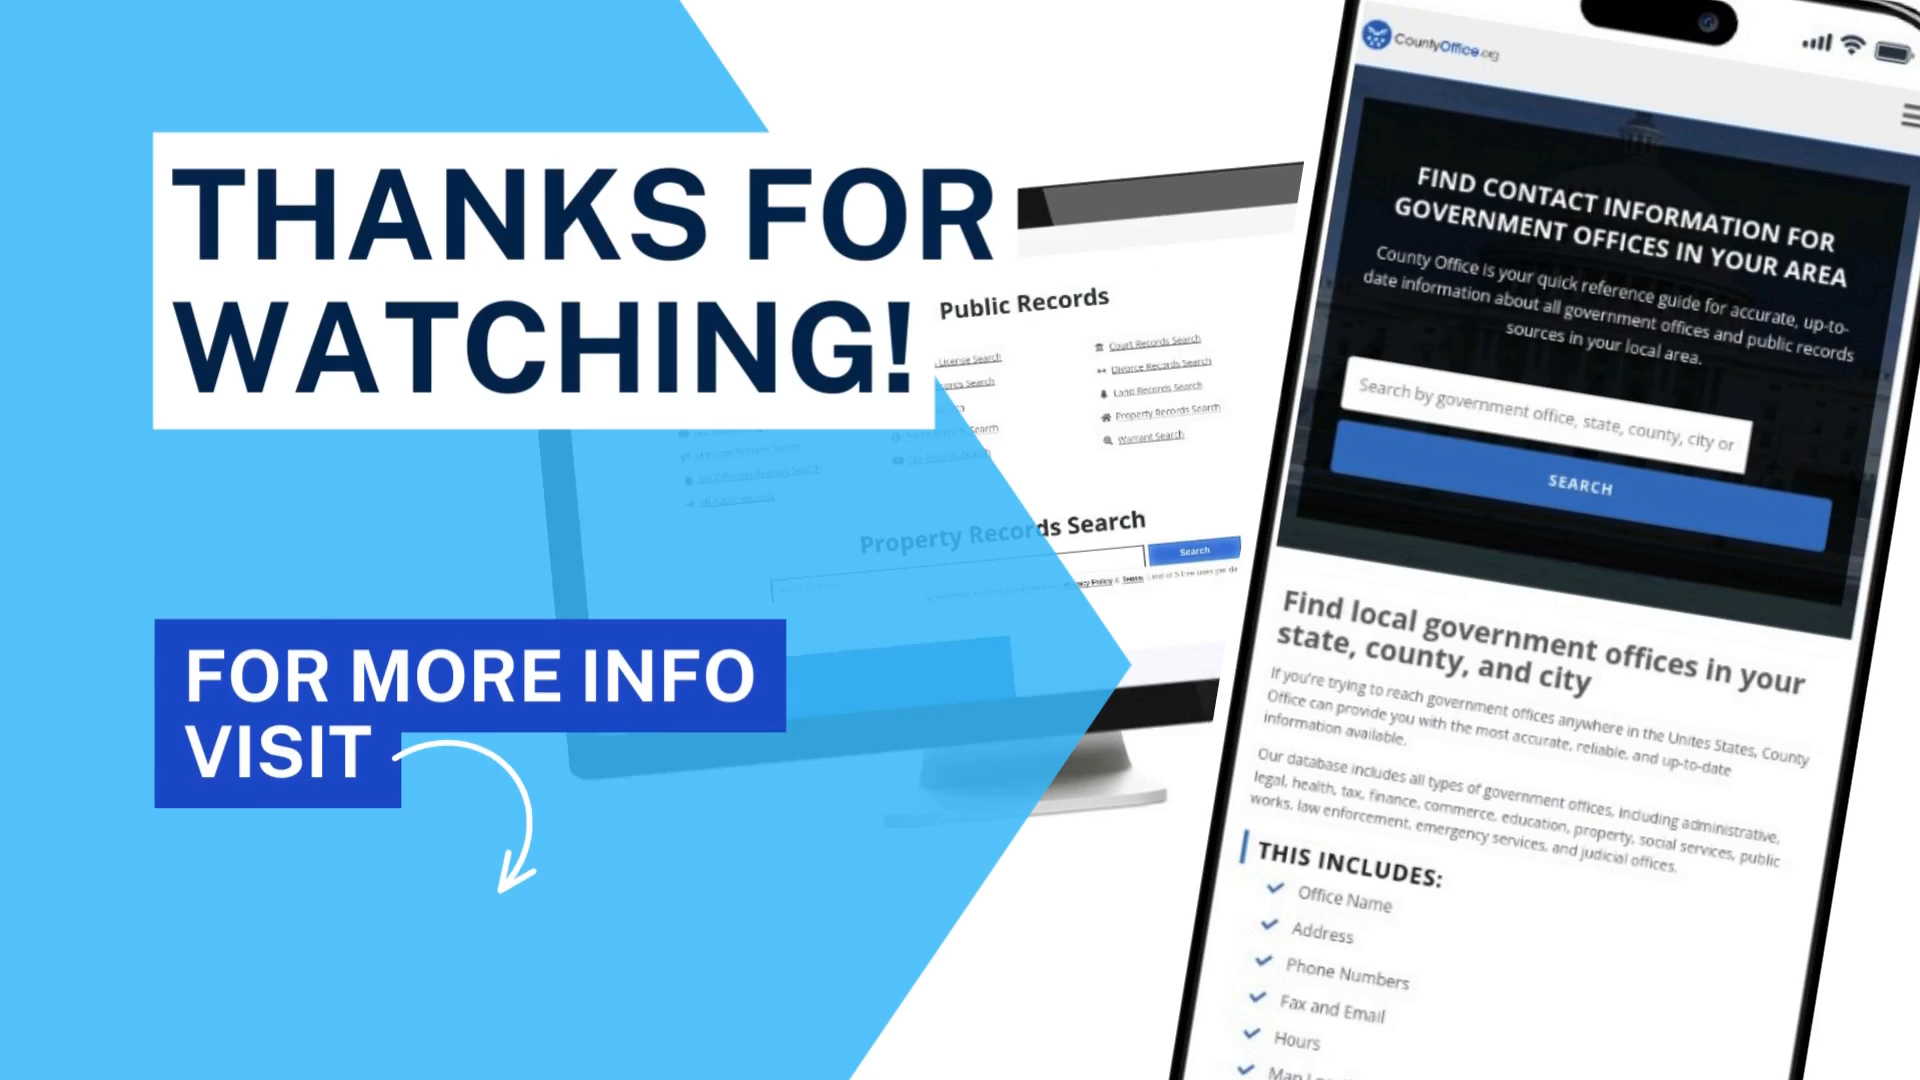 THANKS FOR
WATCHING!
FOR MORE INFO
VISIT
Public Records
License Search
Search
Search
Court Records Search
Divorce Records Search
Land Records Search
Property Records Search
Warrant Search
Property Records Search
Search
CountyOffice.org
FIND CONTACT INFORMATION FOR
GOVERNMENT OFFICES IN YOUR AREA
County Office is your quick reference guide for accurate, up-to-
date information about all government offices and public records
sources in your local area.
Search by government office, state, county, city or
SEARCH
Find local government offices in your
state, county, and city
If you're trying to reach government offices anywhere in the Unites States, County
Office can provide you with the most accurate, reliable, and up-to-date
information available.
Our database includes all types of government offices, including administrative,
legal, health, tax, finance, commerce, education, property, social services, public
works, law enforcement, emergency services, and judicial offices.
THIS INCLUDES:
Office Name
Address
Phone Numbers
Fax and Email
Hours